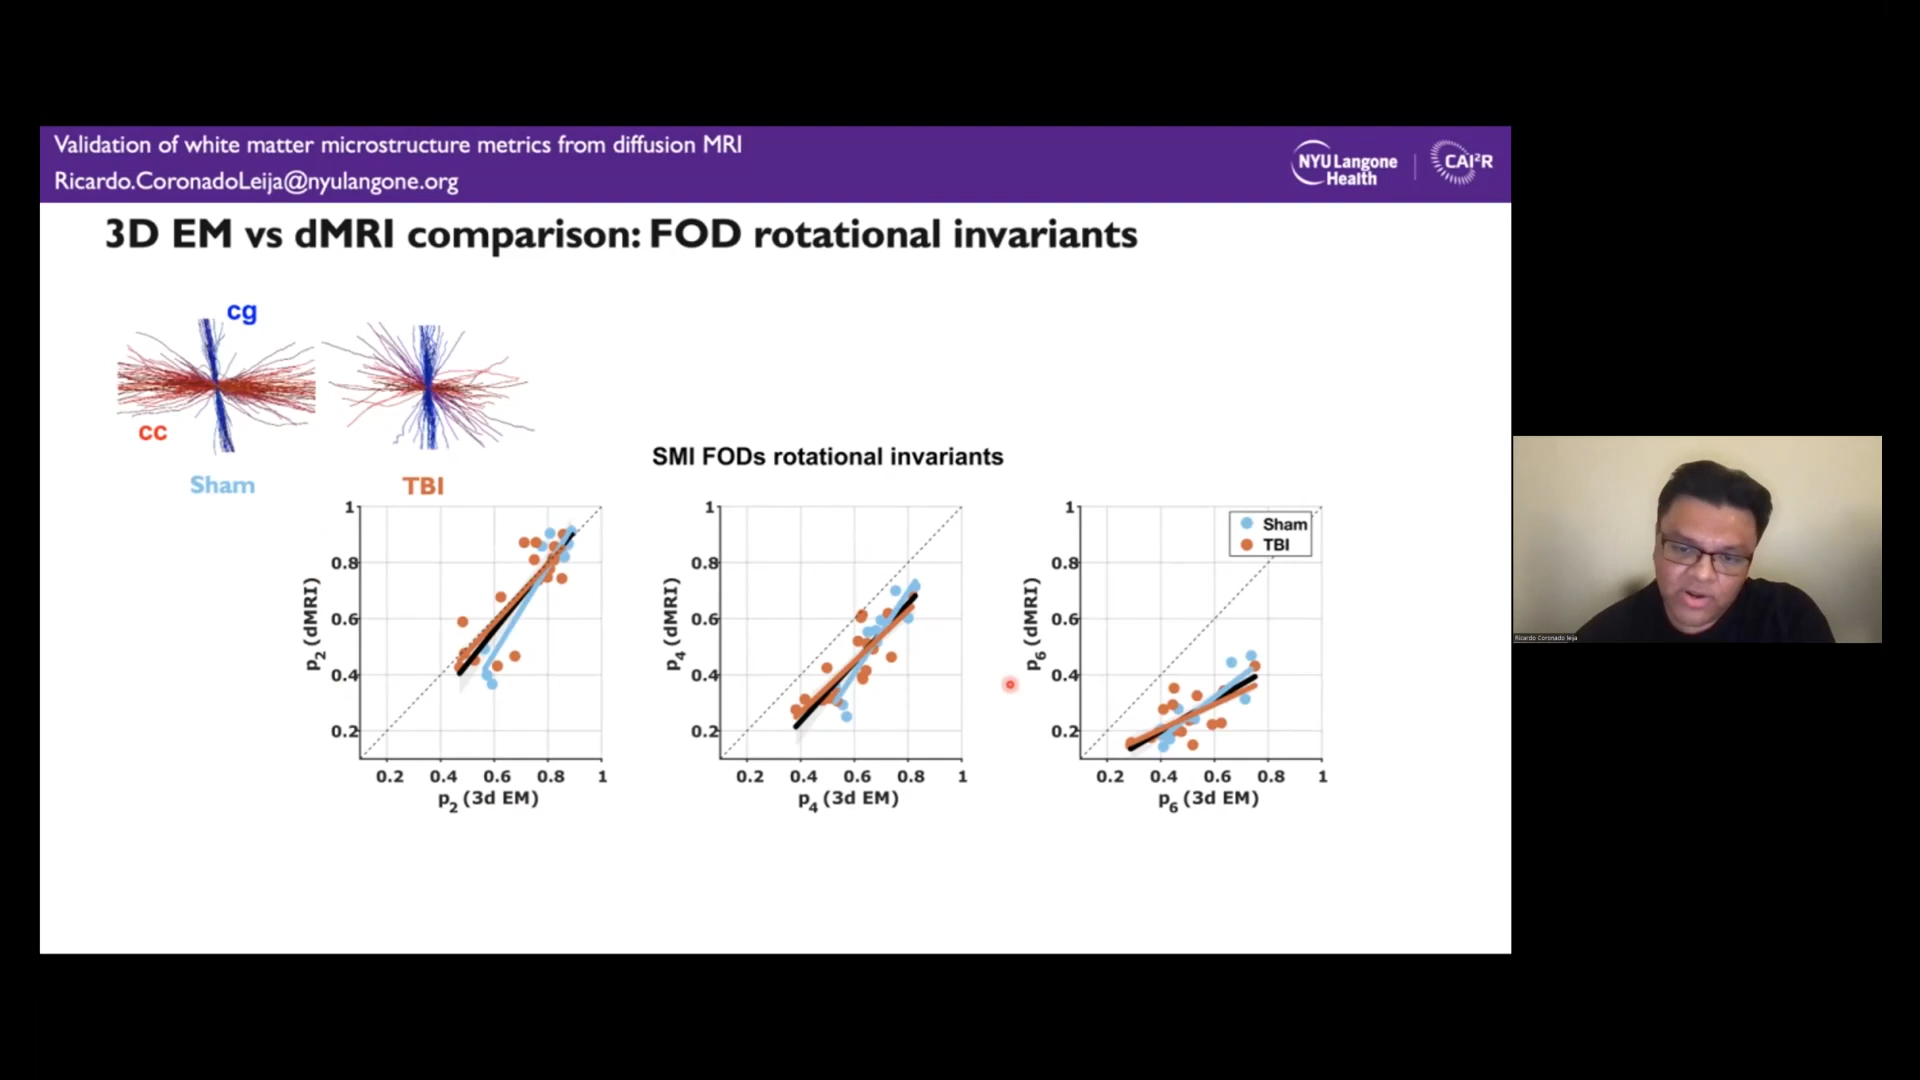 Validation of white matter microstructure metrics from diffusion MRI
Ricardo.CoronadoLeija@nyulangone.org
NYU Langone
Health
CAI²R
3D EM vs dMRI comparison: FOD rotational invariants
cg
cc
Sham
TBI
SMI FODs rotational invariants
1
0.8
0.6
0.4
0.2
p₂ (dMRI)
0.2 0.4 0.6 0.8 1
p₂ (3d EM)
1
0.8
0.6
0.4
0.2
p₄ (dMRI)
0.2 0.4 0.6 0.8 1
p₄ (3d EM)
1
0.8
0.6
0.4
0.2
p₆ (dMRI)
0.2 0.4 0.6 0.8 1
p₆ (3d EM)
Sham
TBI
Ricardo Coronado leija